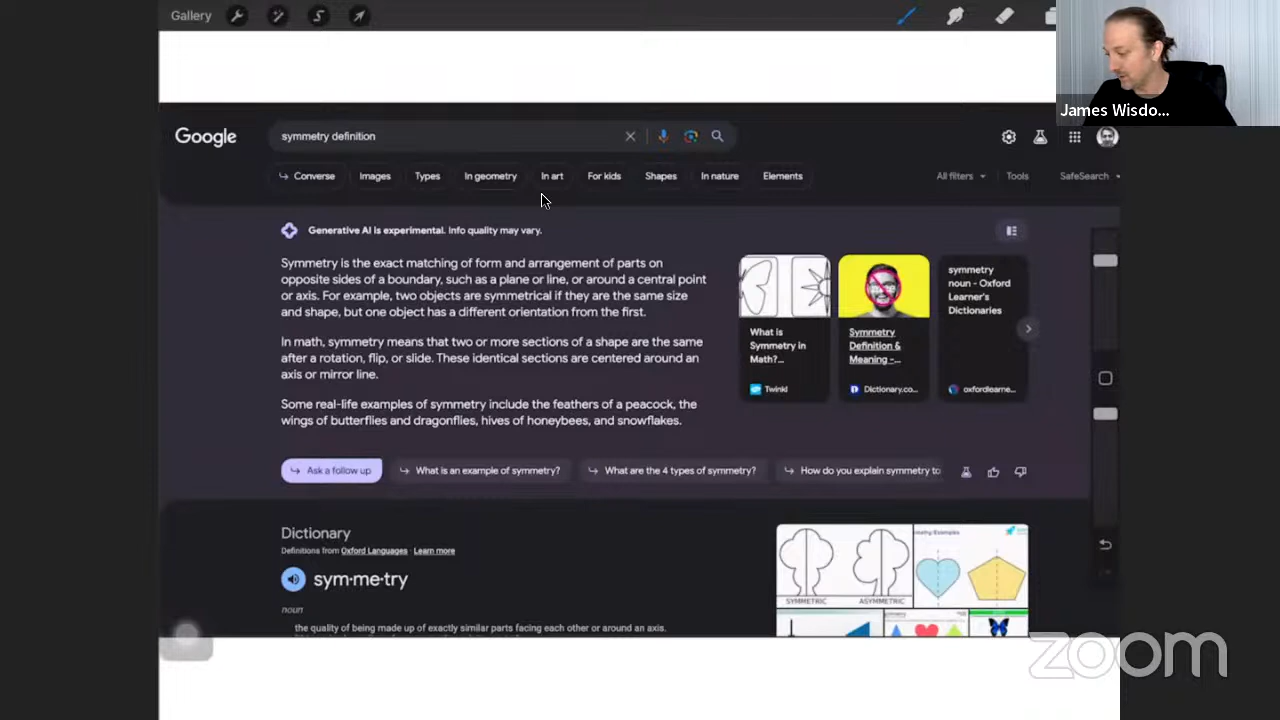 Gallery
James Wisdo...
Google
symmetry definition
Converse
Images
Types
In geometry
In art
For kids
Shapes
In nature
Elements
All filters
Tools
SafeSearch
Generative AI is experimental. Info quality may vary.
Symmetry is the exact matching of form and arrangement of parts on
opposite sides of a boundary, such as a plane or line, or around a central point
or axis. For example, two objects are symmetrical if they are the same size
and shape, but one object has a different orientation from the first.
In math, symmetry means that two or more sections of a shape are the same
after a rotation, flip, or slide. These identical sections are centered around an
axis or mirror line.
Some real-life examples of symmetry include the feathers of a peacock, the
wings of butterflies and dragonflies, hives of honeybees, and snowflakes.
What is
Symmetry in
Math?...
Twinkl
Symmetry
Definition &
Meaning -...
Dictionary.co...
symmetry
noun - Oxford
Learner's
Dictionaries
oxfordlearne...
Ask a follow up
What is an example of symmetry?
What are the 4 types of symmetry?
How do you explain symmetry to
Dictionary
Definitions from Oxford Languages · Learn more
sym·me·try
noun
the quality of being made up of exactly similar parts facing each other or around an axis.
SYMMETRIC
ASYMMETRIC
Examples
zoom